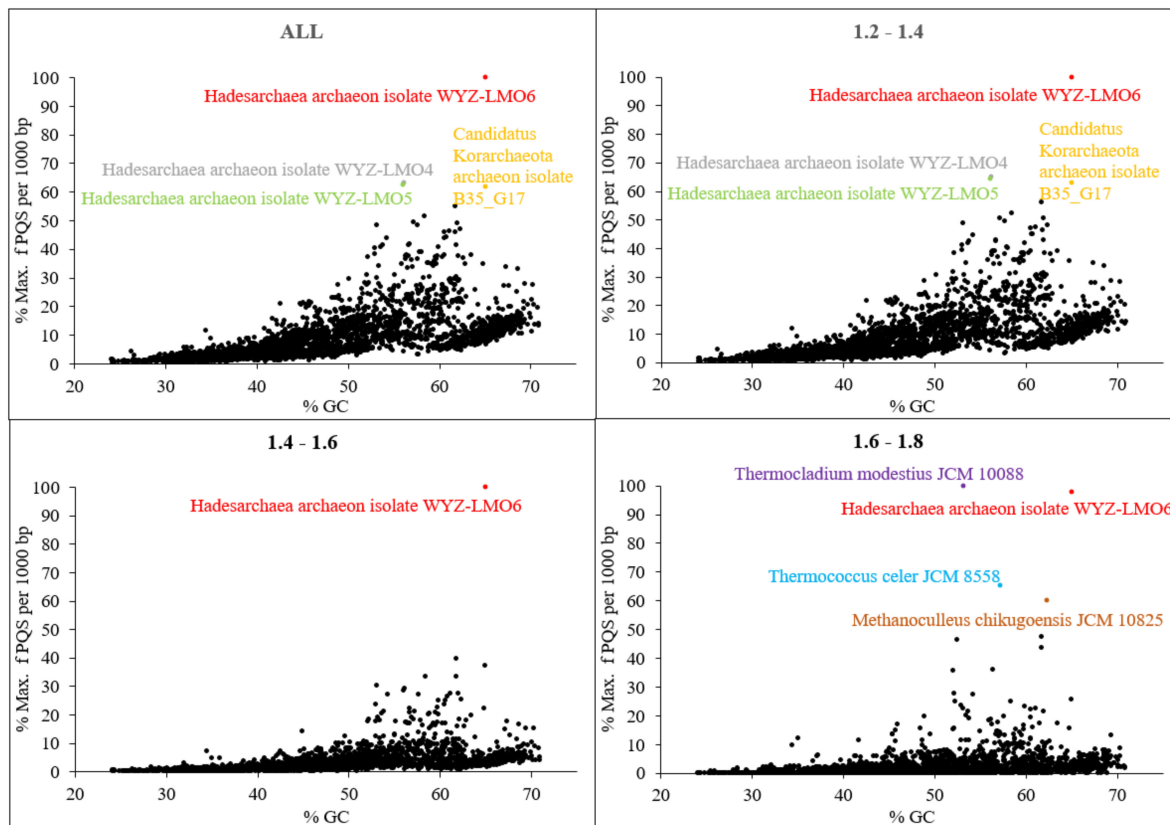 ALL
% Max. f PQS per 1000 bp
100
90
80
70
60
50
40
30
20
10
0
Hadesarchaea archaeon isolate WYZ-LMO6
Candidatus
Korarchaeota
archaeon isolate
B35_G17
Hadesarchaea archaeon isolate WYZ-LMO4
Hadesarchaea archaeon isolate WYZ-LMO5
20 30 40 50 60 70
% GC
1.2 - 1.4
% Max. f PQS per 1000 bp
100
90
80
70
60
50
40
30
20
10
0
Hadesarchaea archaeon isolate WYZ-LMO6
Candidatus
Korarchaeota
archaeon isolate
B35_G17
Hadesarchaea archaeon isolate WYZ-LMO4
Hadesarchaea archaeon isolate WYZ-LMO5
20 30 40 50 60 70
% GC
1.4 - 1.6
% Max. f PQS per 1000 bp
100
90
80
70
60
50
40
30
20
10
0
Hadesarchaea archaeon isolate WYZ-LMO6
20 30 40 50 60 70
% GC
1.6 - 1.8
% Max. f PQS per 1000 bp
100
90
80
70
60
50
40
30
20
10
0
Thermocladium modestius JCM 10088
Hadesarchaea archaeon isolate WYZ-LMO6
Thermococcus celer JCM 8558
Methanoculleus chikugoensis JCM 10825
20 30 40 50 60 70
% GC